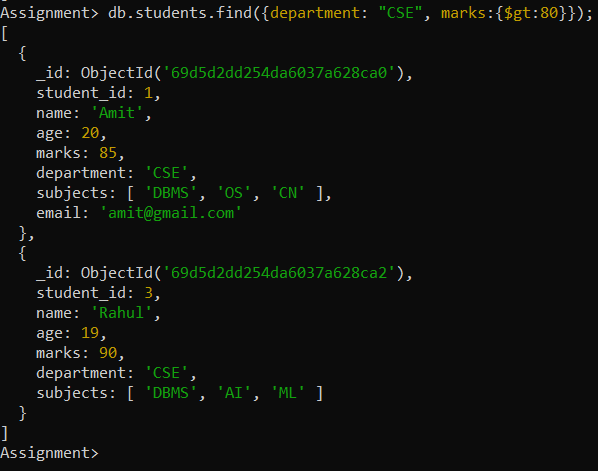 Assignment> db.students.find({department: "CSE", marks:{$gt:80}});
[
  {
    _id: ObjectId('69d5d2dd254da6037a628ca0'),
    student_id: 1,
    name: 'Amit',
    age: 20,
    marks: 85,
    department: 'CSE',
    subjects: [ 'DBMS', 'OS', 'CN' ],
    email: 'amit@gmail.com'
  },
  {
    _id: ObjectId('69d5d2dd254da6037a628ca2'),
    student_id: 3,
    name: 'Rahul',
    age: 19,
    marks: 90,
    department: 'CSE',
    subjects: [ 'DBMS', 'AI', 'ML' ]
  }
]
Assignment>